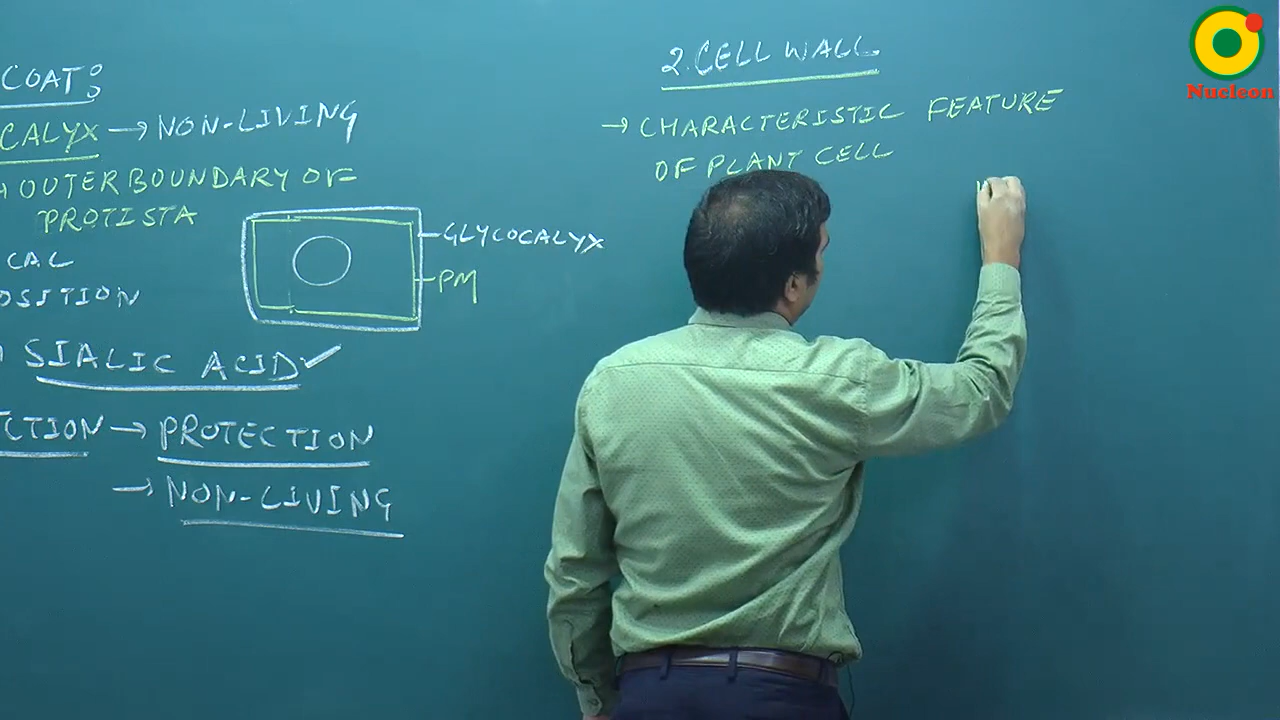 COAT:
CALYX → NON-LIVING
→ OUTER BOUNDARY OF
PROTISTA
CAL
OSITION
GLYCOCALYX
PM
SIALIC ACID ✓
CTION → PROTECTION
→ NON-LIVING
2. CELL WALL
→ CHARACTERISTIC FEATURE
OF PLANT CELL
Nucleon